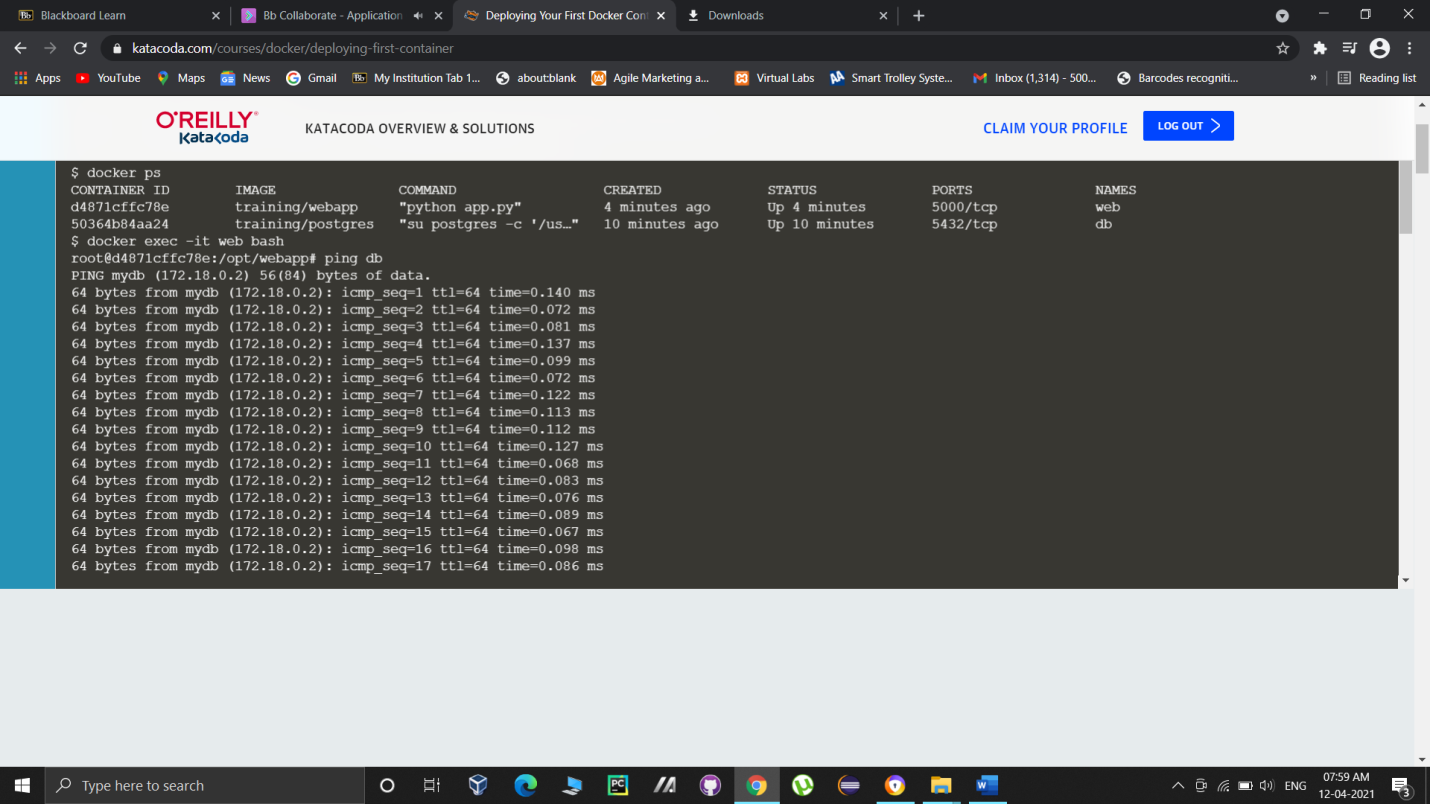 Blackboard Learn
Bb Collaborate - Application
Deploying Your First Docker Cont
Downloads
katacoda.com/courses/docker/deploying-first-container
Apps YouTube Maps News Gmail My Institution Tab 1... about:blank Agile Marketing a... Virtual Labs Smart Trolley Syste... Inbox (1,314) - 500... Barcodes recogniti... » Reading list
O'REILLY®
Katacoda
KATACODA OVERVIEW & SOLUTIONS
CLAIM YOUR PROFILE
LOG OUT
$ docker ps
CONTAINER ID IMAGE COMMAND CREATED STATUS PORTS NAMES
d4871cffc78e training/webapp "python app.py" 4 minutes ago Up 4 minutes 5000/tcp web
50364b84aa24 training/postgres "su postgres -c '/us…" 10 minutes ago Up 10 minutes 5432/tcp db
$ docker exec -it web bash
root@d4871cffc78e:/opt/webapp# ping db
PING mydb (172.18.0.2) 56(84) bytes of data.
64 bytes from mydb (172.18.0.2): icmp_seq=1 ttl=64 time=0.140 ms
64 bytes from mydb (172.18.0.2): icmp_seq=2 ttl=64 time=0.072 ms
64 bytes from mydb (172.18.0.2): icmp_seq=3 ttl=64 time=0.081 ms
64 bytes from mydb (172.18.0.2): icmp_seq=4 ttl=64 time=0.137 ms
64 bytes from mydb (172.18.0.2): icmp_seq=5 ttl=64 time=0.099 ms
64 bytes from mydb (172.18.0.2): icmp_seq=6 ttl=64 time=0.072 ms
64 bytes from mydb (172.18.0.2): icmp_seq=7 ttl=64 time=0.122 ms
64 bytes from mydb (172.18.0.2): icmp_seq=8 ttl=64 time=0.113 ms
64 bytes from mydb (172.18.0.2): icmp_seq=9 ttl=64 time=0.112 ms
64 bytes from mydb (172.18.0.2): icmp_seq=10 ttl=64 time=0.127 ms
64 bytes from mydb (172.18.0.2): icmp_seq=11 ttl=64 time=0.068 ms
64 bytes from mydb (172.18.0.2): icmp_seq=12 ttl=64 time=0.083 ms
64 bytes from mydb (172.18.0.2): icmp_seq=13 ttl=64 time=0.076 ms
64 bytes from mydb (172.18.0.2): icmp_seq=14 ttl=64 time=0.089 ms
64 bytes from mydb (172.18.0.2): icmp_seq=15 ttl=64 time=0.067 ms
64 bytes from mydb (172.18.0.2): icmp_seq=16 ttl=64 time=0.098 ms
64 bytes from mydb (172.18.0.2): icmp_seq=17 ttl=64 time=0.086 ms
Type here to search
ENG
07:59 AM
12-04-2021
3